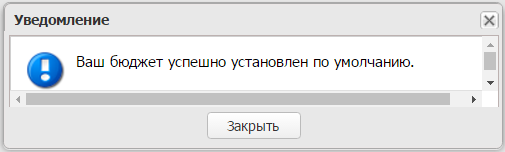 Уведомление
Ваш бюджет успешно установлен по умолчанию.
Закрыть